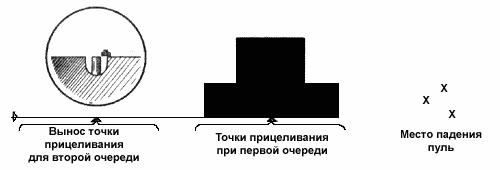 Вынос точки
прицеливания
для второй очереди
Точки прицеливания
при первой очереди
X
X
X
Место падения
пуль